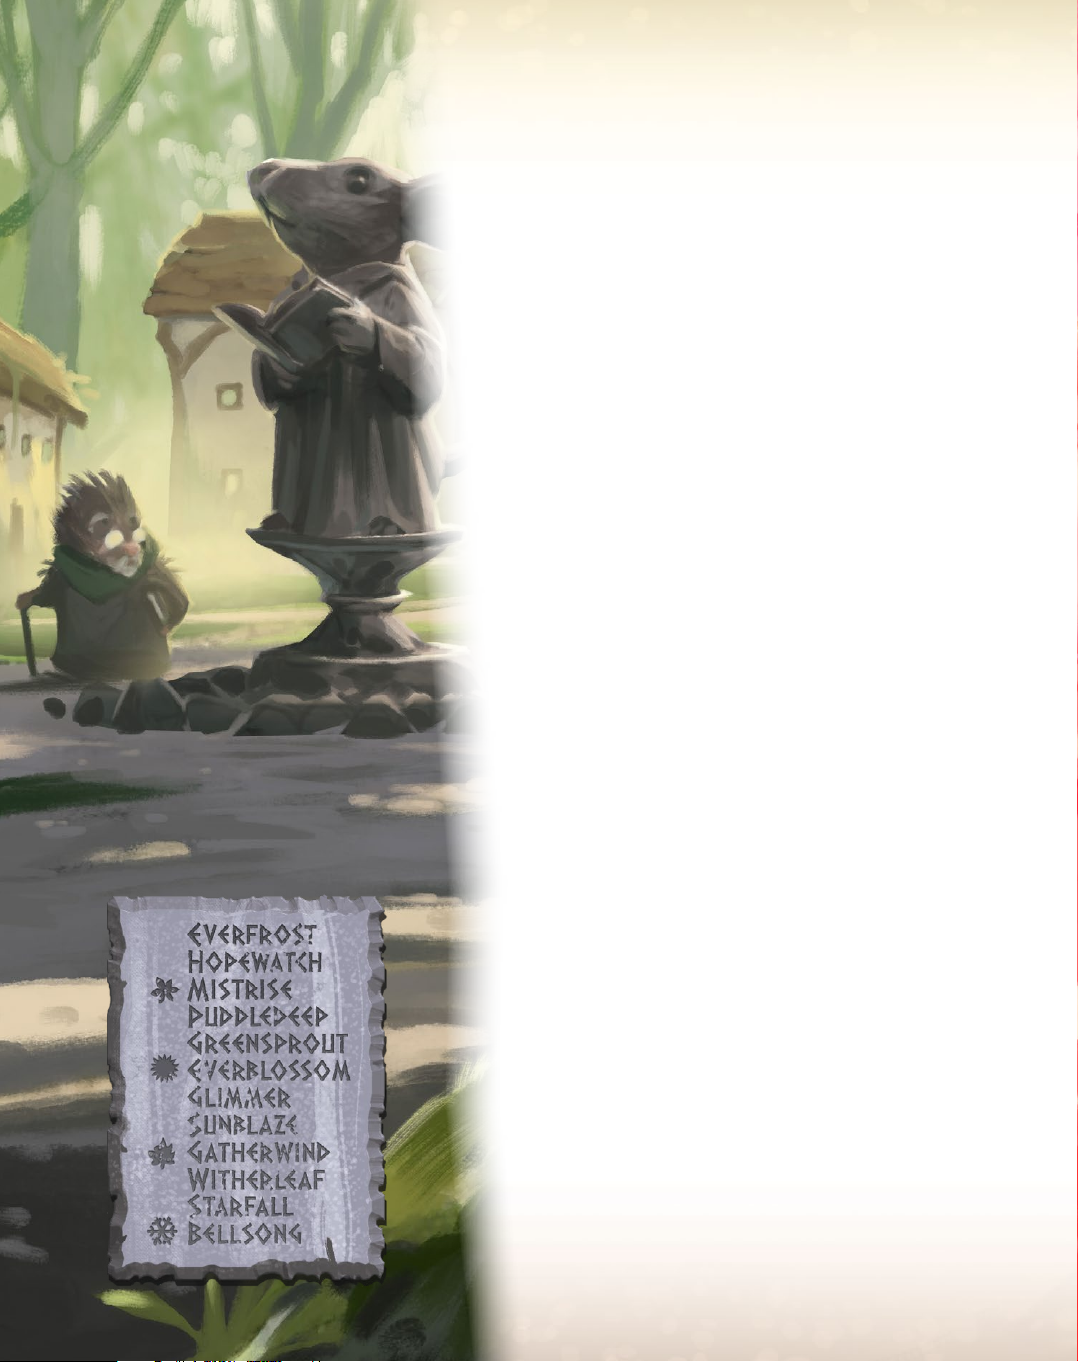 EVERFROST
HOPEWATCH
MISTRISE
PUDDLEDEEP
GREENSPROUT
EVERBLOSSOM
GLIMMER
SUNBLAZE
GATHERWIND
WITHERLEAF
STARFALL
BELLSONG